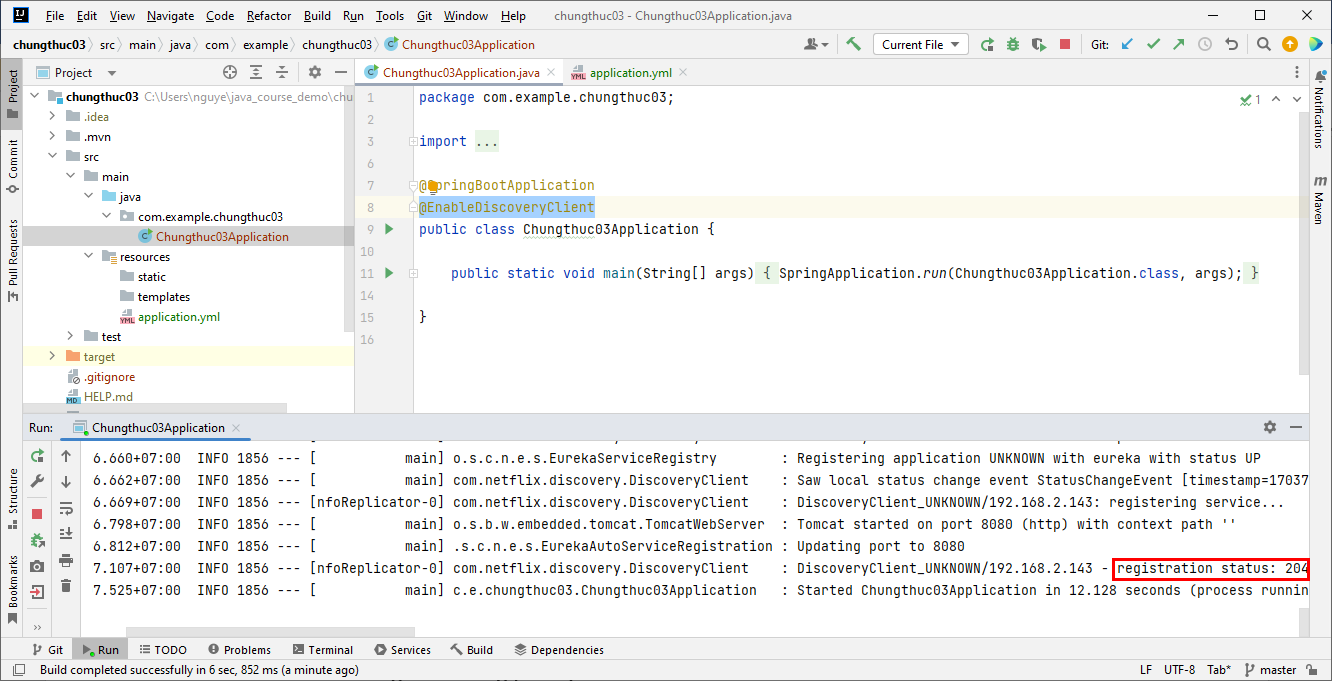 File Edit View Navigate Code Refactor Build Run Tools Git Window Help chungthuc03 - Chungthuc03Application.java
chungthuc03 src main java com example chungthuc03 Chungthuc03Application Current File Git:
Project
Chungthuc03Application.java application.yml
Project
Commit
Pull Requests
Structure
Bookmarks
chungthuc03 C:\Users\nguye\java_course_demo\chu
.idea
.mvn
src
main
java
com.example.chungthuc03
Chungthuc03Application
resources
static
templates
application.yml
test
target
.gitignore
HELP.md
1 package com.example.chungthuc03;
2
3 import ...
6
7 @SpringBootApplication
8 @EnableDiscoveryClient
9 public class Chungthuc03Application {
10
11 public static void main(String[] args) { SpringApplication.run(Chungthuc03Application.class, args); }
14
15 }
16
1
Notifications
Maven
Run: Chungthuc03Application
6.660+07:00 INFO 1856 --- [ main] o.s.c.n.e.s.EurekaServiceRegistry : Registering application UNKNOWN with eureka with status UP
6.662+07:00 INFO 1856 --- [ main] com.netflix.discovery.DiscoveryClient : Saw local status change event StatusChangeEvent [timestamp=17037
6.669+07:00 INFO 1856 --- [nfoReplicator-0] com.netflix.discovery.DiscoveryClient : DiscoveryClient_UNKNOWN/192.168.2.143: registering service...
6.798+07:00 INFO 1856 --- [ main] o.s.b.w.embedded.tomcat.TomcatWebServer : Tomcat started on port 8080 (http) with context path ''
6.812+07:00 INFO 1856 --- [ main] .s.c.n.e.s.EurekaAutoServiceRegistration : Updating port to 8080
7.107+07:00 INFO 1856 --- [nfoReplicator-0] com.netflix.discovery.DiscoveryClient : DiscoveryClient_UNKNOWN/192.168.2.143 - registration status: 204
7.525+07:00 INFO 1856 --- [ main] c.e.chungthuc03.Chungthuc03Application : Started Chungthuc03Application in 12.128 seconds (process runnin
Git Run TODO Problems Terminal Services Build Dependencies
Build completed successfully in 6 sec, 852 ms (a minute ago) LF UTF-8 Tab* master